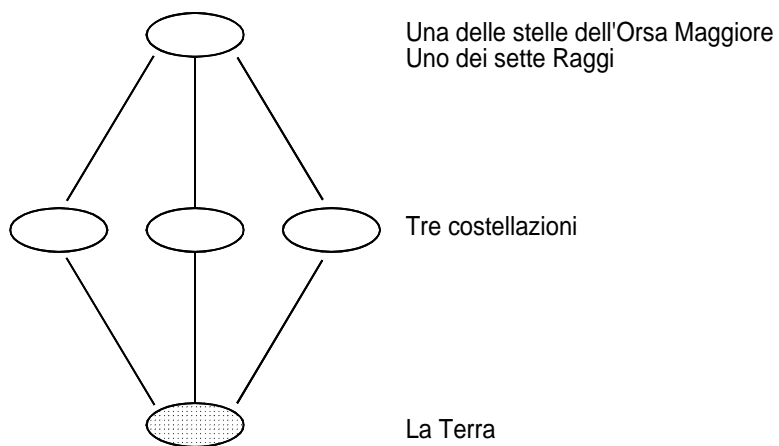 Una delle stelle dell'Orsa Maggiore
Uno dei sette Raggi
Tre costellazioni
La Terra